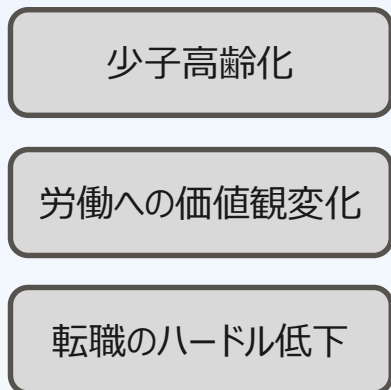 少子高齢化
労働への価値観変化
転職のハードル低下